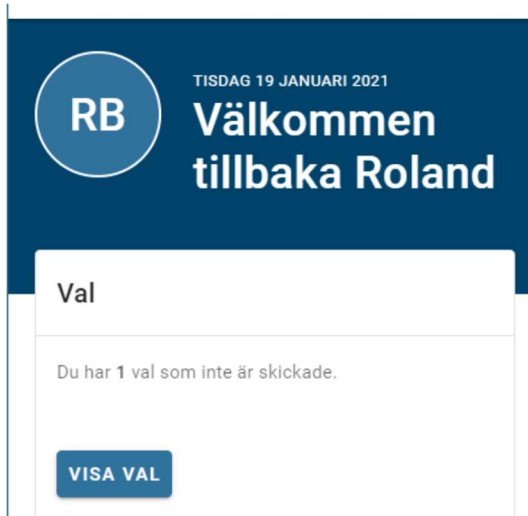 RB
TISDAG 19 JANUARI 2021
Välkommen
tillbaka Roland
Val
Du har 1 val som inte är skickade.
VISA VAL